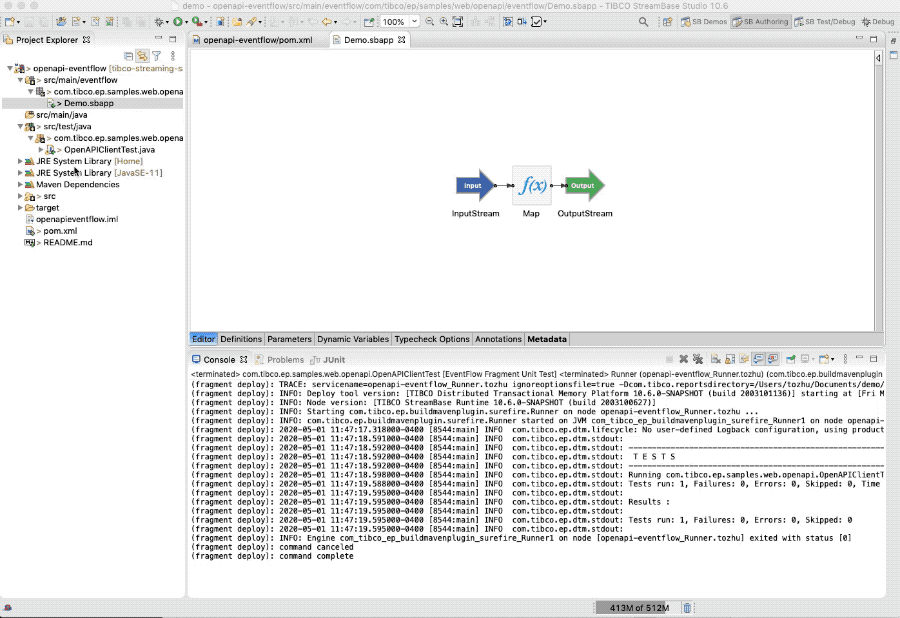 demo - openapi-eventflow/src/main/eventflow/com/tibco/ep/samples/web/openapi/eventflow/Demo.sbapp - TIBCO StreamBase Studio 10.6
100% SB Demos SB Authoring SB Test/Debug Debug
Project Explorer
openapi-eventflow/pom.xml
Demo.sbapp
openapi-eventflow [tibco-streaming-s
src/main/eventflow
com.tibco.ep.samples.web.opena
Demo.sbapp
src/main/java
src/test/java
com.tibco.ep.samples.web.opena
OpenAPIClientTest.java
JRE System Library [Home]
JRE System Library [JavaSE-11]
Maven Dependencies
src
target
openapieventflow.iml
pom.xml
README.md
Input f(x) Output
InputStream Map OutputStream
Editor Definitions Parameters Dynamic Variables Typecheck Options Annotations Metadata
Console Problems JUnit
<terminated> com.tibco.ep.samples.web.openapi.OpenAPIClientTest [EventFlow Fragment Unit Test] <terminated> Runner (openapi-eventflow_Runner.tozhu) (com.tibco.ep.buildmavenplugin
(fragment deploy): TRACE: servicename=openapi-eventflow_Runner.tozhu ignoreoptionsfile=true -Dcom.tibco.reportsdirectory=/Users/tozhu/Documents/demo/
(fragment deploy): INFO: Deploy tool version: [TIBCO Distributed Transactional Memory Platform 10.6.0-SNAPSHOT (build 2003101136)] starting at [Fri M
(fragment deploy): INFO: Node version: [TIBCO StreamBase Runtime 10.6.0-SNAPSHOT (build 2003100627)]
(fragment deploy): INFO: Starting com.tibco.ep.buildmavenplugin.surefire.Runner on node openapi-eventflow_Runner.tozhu ...
(fragment deploy): INFO: com.tibco.ep.buildmavenplugin.surefire.Runner started on JVM com_tibco_ep_buildmavenplugin_surefire_Runner1 on node openapi-
(fragment deploy): 2020-05-01 11:47:17.318000-0400 [8544:main] INFO  com.tibco.ep.dtm.lifecycle: No user-defined Logback configuration, using product
(fragment deploy): 2020-05-01 11:47:18.591000-0400 [8544:main] INFO  com.tibco.ep.dtm.stdout:
(fragment deploy): 2020-05-01 11:47:18.592000-0400 [8544:main] INFO  com.tibco.ep.dtm.stdout: -------------------------------------------------------
(fragment deploy): 2020-05-01 11:47:18.592000-0400 [8544:main] INFO  com.tibco.ep.dtm.stdout:  T E S T S
(fragment deploy): 2020-05-01 11:47:18.592000-0400 [8544:main] INFO  com.tibco.ep.dtm.stdout: -------------------------------------------------------
(fragment deploy): 2020-05-01 11:47:18.598000-0400 [8544:main] INFO  com.tibco.ep.dtm.stdout: Running com.tibco.ep.samples.web.openapi.OpenAPIClientT
(fragment deploy): 2020-05-01 11:47:19.588000-0400 [8544:main] INFO  com.tibco.ep.dtm.stdout: Tests run: 1, Failures: 0, Errors: 0, Skipped: 0, Time
(fragment deploy): 2020-05-01 11:47:19.595000-0400 [8544:main] INFO  com.tibco.ep.dtm.stdout:
(fragment deploy): 2020-05-01 11:47:19.595000-0400 [8544:main] INFO  com.tibco.ep.dtm.stdout: Results :
(fragment deploy): 2020-05-01 11:47:19.595000-0400 [8544:main] INFO  com.tibco.ep.dtm.stdout:
(fragment deploy): 2020-05-01 11:47:19.595000-0400 [8544:main] INFO  com.tibco.ep.dtm.stdout: Tests run: 1, Failures: 0, Errors: 0, Skipped: 0
(fragment deploy): 2020-05-01 11:47:19.595000-0400 [8544:main] INFO  com.tibco.ep.dtm.stdout:
(fragment deploy): INFO: Engine com_tibco_ep_buildmavenplugin_surefire_Runner1 on node [openapi-eventflow_Runner.tozhu] exited with status [0]
(fragment deploy): command canceled
(fragment deploy): command complete
413M of 512M